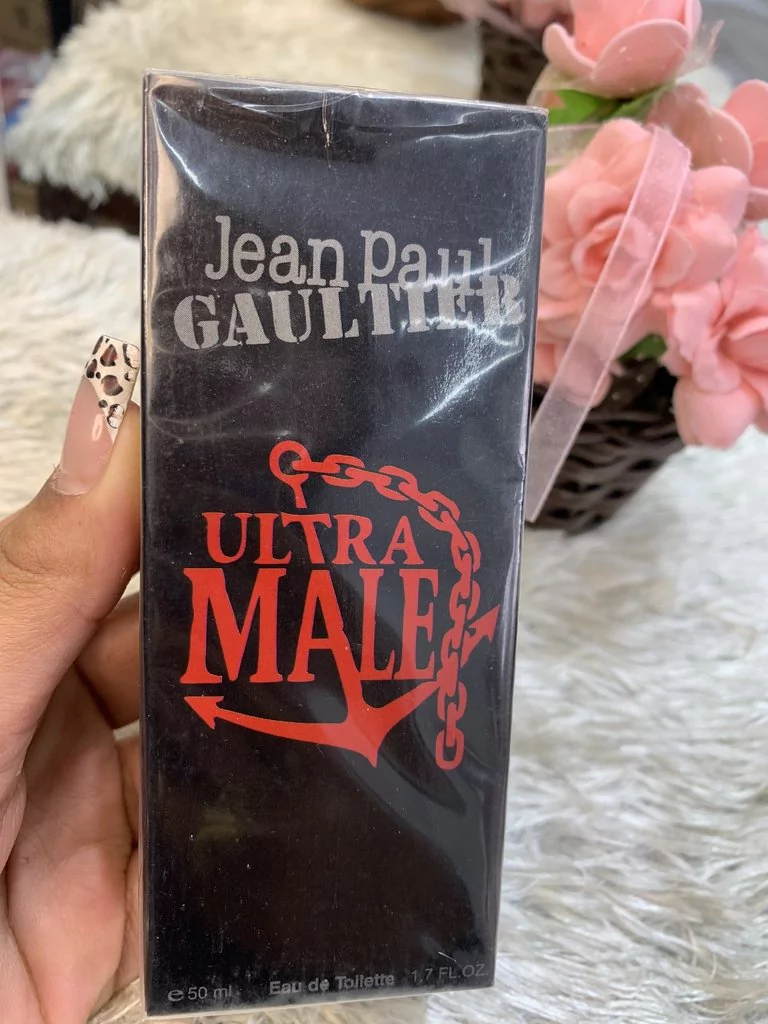 Jean Paul
GAULTIER
ULTRA
MALE
℮ 50 ml Eau de Toilette 1.7 FL.OZ